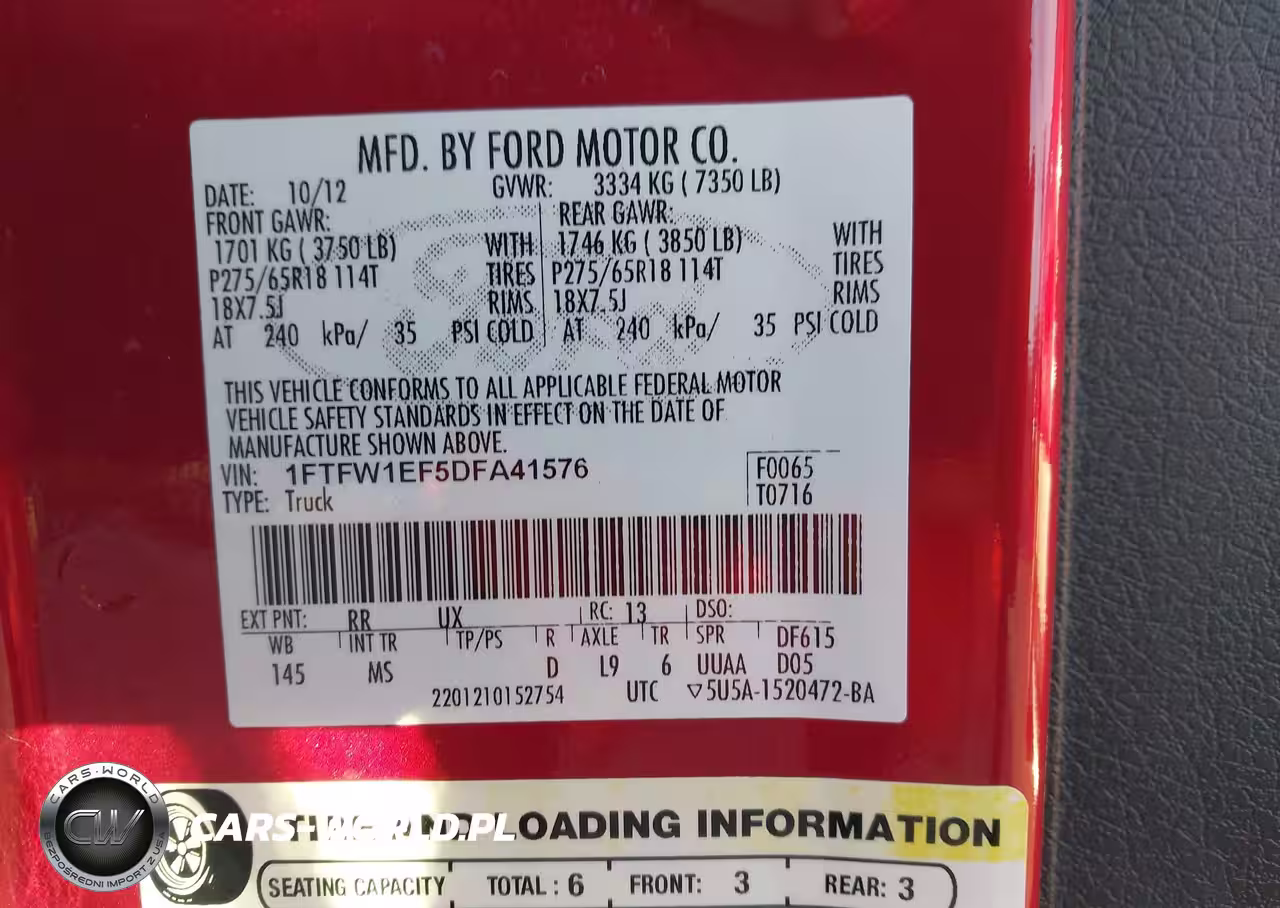 MFD. BY FORD MOTOR CO.
DATE: 10/12 GVWR: 3334 KG ( 7350 LB)
FRONT GAWR: REAR GAWR:
1701 KG ( 3750 LB) WITH 1746 KG ( 3850 LB) WITH
P275/65R18 114T TIRES P275/65R18 114T TIRES
18X7.5J RIMS 18X7.5J RIMS
AT 240 kPa/ 35 PSI COLD AT 240 kPa/ 35 PSI COLD
THIS VEHICLE CONFORMS TO ALL APPLICABLE FEDERAL MOTOR
VEHICLE SAFETY STANDARDS IN EFFECT ON THE DATE OF
MANUFACTURE SHOWN ABOVE.
VIN: 1FTFW1EF5DFA41576 F0065
TYPE: Truck T0716
EXT PNT: RR UX RC: 13 DSO:
WB INT TR TP/PS R AXLE TR SPR DF615
145 MS D L9 6 UUAA D05
2201210152754 UTC ▽5U5A-1520472-BA
CARS-WORLD
CW
BEZPOŚREDNI IMPORT Z USA
CARS-WORLD.PL
LOADING INFORMATION
SEATING CAPACITY TOTAL : 6 FRONT: 3 REAR: 3